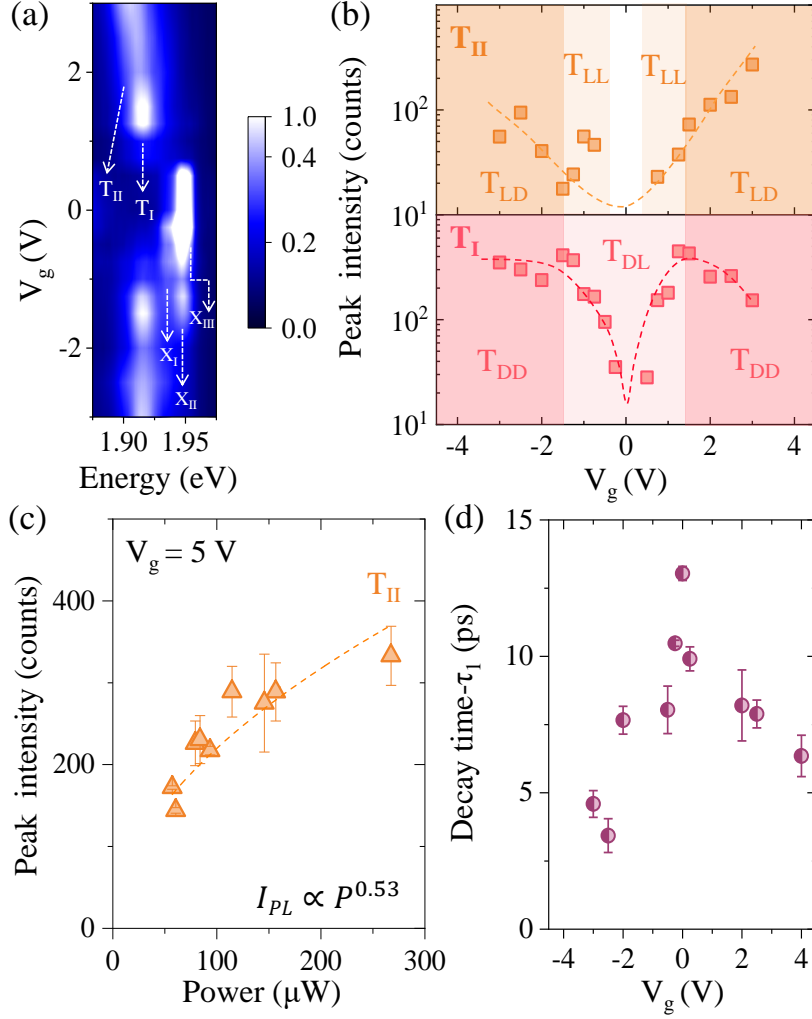 (a)
2
0
-2
V_g (V)
T_II
T_I
X_I
X_II
X_III
1.90 1.95
Energy (eV)
1.0
0.4
0.2
0.0
(b)
T_II
T_LL T_LL
T_LD T_LD
10^2
10^1
T_I
T_DL
T_DD T_DD
10^2
10^1
Peak intensity (counts)
-4 -2 0 2 4
V_g (V)
(c)
V_g = 5 V
T_II
400
200
0
Peak intensity (counts)
I_PL ∝ P^0.53
0 100 200 300
Power (μW)
(d)
15
10
5
0
Decay time-τ_1 (ps)
-4 -2 0 2 4
V_g (V)